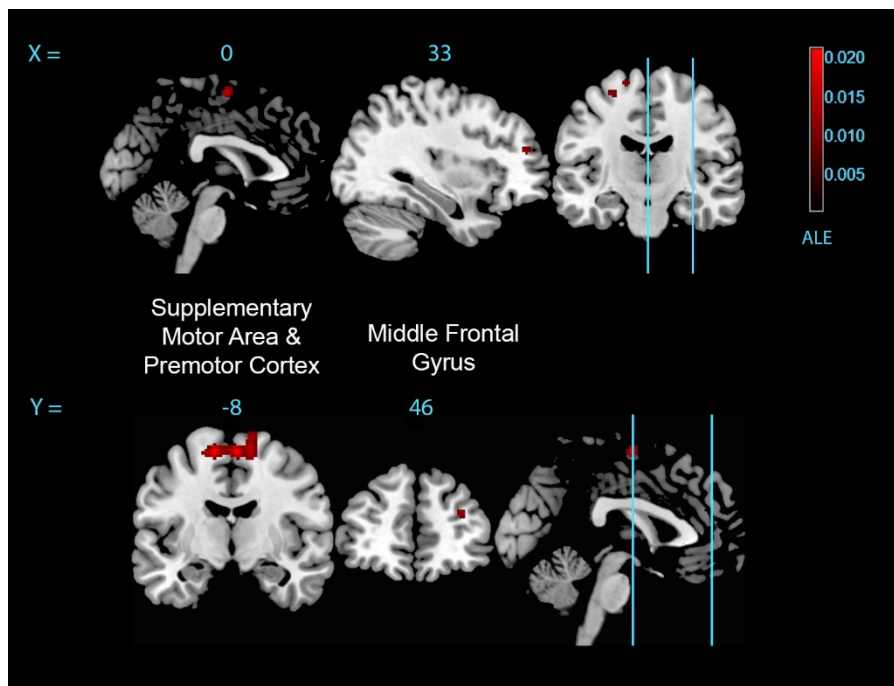 X = 0 33
0.020
0.015
0.010
0.005
ALE
Supplementary
Motor Area &
Premotor Cortex
Middle Frontal
Gyrus
Y = -8 46